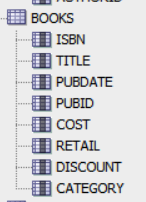 BOOKS
ISBN
TITLE
PUBDATE
PUBID
COST
RETAIL
DISCOUNT
CATEGORY